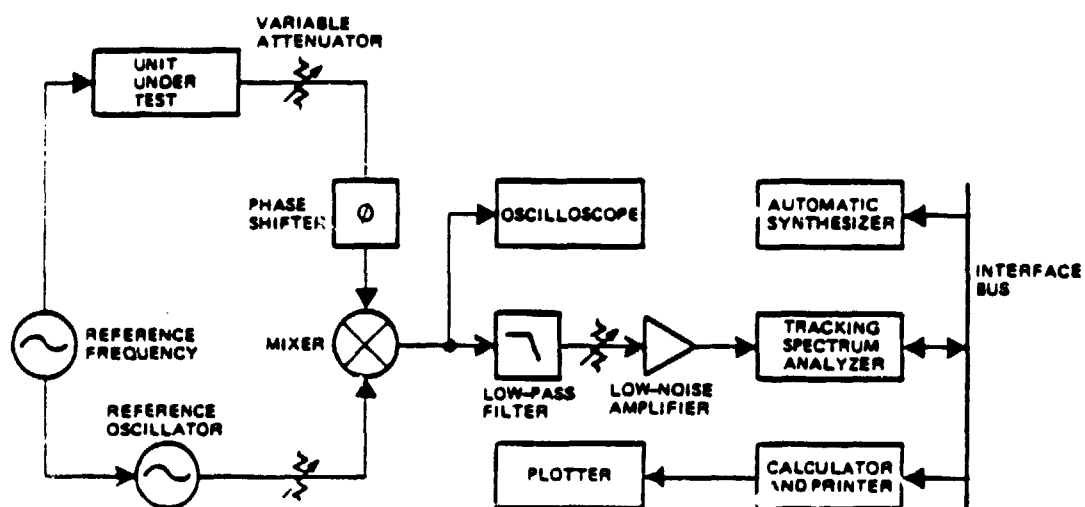 VARIABLE
ATTENUATOR
UNIT
UNDER
TEST
PHASE
SHIFTER
Ø
OSCILLOSCOPE
AUTOMATIC
SYNTHESIZER
INTERFACE
BUS
REFERENCE
FREQUENCY
MIXER
LOW-PASS
FILTER
LOW-NOISE
AMPLIFIER
TRACKING
SPECTRUM
ANALYZER
REFERENCE
OSCILLATOR
PLOTTER
CALCULATOR
AND PRINTER